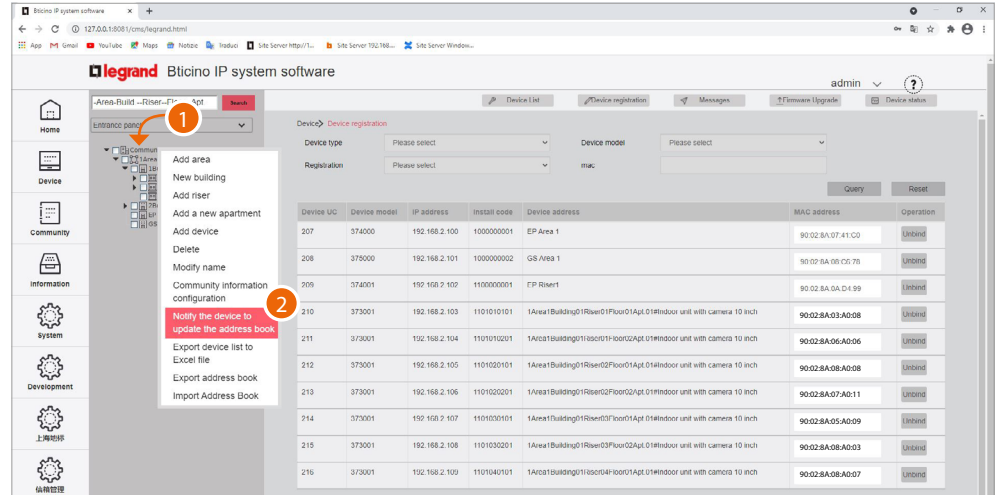 Bticino IP system software
127.0.0.1:8081/cms/legrand.html
App Gmail YouTube Maps Notizie Traduci Site Server http://1... Site Server 192.168... Site Server Window...
legrand Bticino IP system software
admin ?
-Area-Build --Riser--Floor--Apt Search
Device List Device registration Messages Firmware Upgrade Device status
1
Entrance panel
Device> Device registration
Device type Please select Device model Please select
Registration Please select mac
Query Reset
Home
Device
Community
Information
System
Development
Commun
1Area
1B
2B
EP
GS
Add area
New building
Add riser
Add a new apartment
Add device
Delete
Modify name
Community information
configuration
2
Notify the device to
update the address book
Export device list to
Excel file
Export address book
Import Address Book
Device UC Device model IP address Install code Device address MAC address Operation
207 374000 192.168.2.100 1000000001 EP Area 1 90:02:8A:07:41:C0 Unbind
208 375000 192.168.2.101 1000000002 GS Area 1 90:02:8A:08:C6:7B Unbind
209 374001 192.168.2.102 1100000001 EP Riser1 90:02:8A:0A:D4:99 Unbind
210 373001 192.168.2.103 1101010101 1Area1Building01Riser01Floor01Apt.01#Indoor unit with camera 10 inch 90:02:8A:03:A0:08 Unbind
211 373001 192.168.2.104 1101010201 1Area1Building01Riser01Floor02Apt.01#Indoor unit with camera 10 inch 90:02:8A:06:A0:06 Unbind
212 373001 192.168.2.105 1101020101 1Area1Building01Riser02Floor01Apt.01#Indoor unit with camera 10 inch 90:02:8A:08:A0:08 Unbind
213 373001 192.168.2.106 1101020201 1Area1Building01Riser02Floor02Apt.01#Indoor unit with camera 10 inch 90:02:8A:07:A0:11 Unbind
214 373001 192.168.2.107 1101030101 1Area1Building01Riser03Floor01Apt.01#Indoor unit with camera 10 inch 90:02:8A:05:A0:09 Unbind
215 373001 192.168.2.108 1101030201 1Area1Building01Riser03Floor02Apt.01#Indoor unit with camera 10 inch 90:02:8A:08:A0:03 Unbind
216 373001 192.168.2.109 1101040101 1Area1Building01Riser04Floor01Apt.01#Indoor unit with camera 10 inch 90:02:8A:08:A0:07 Unbind